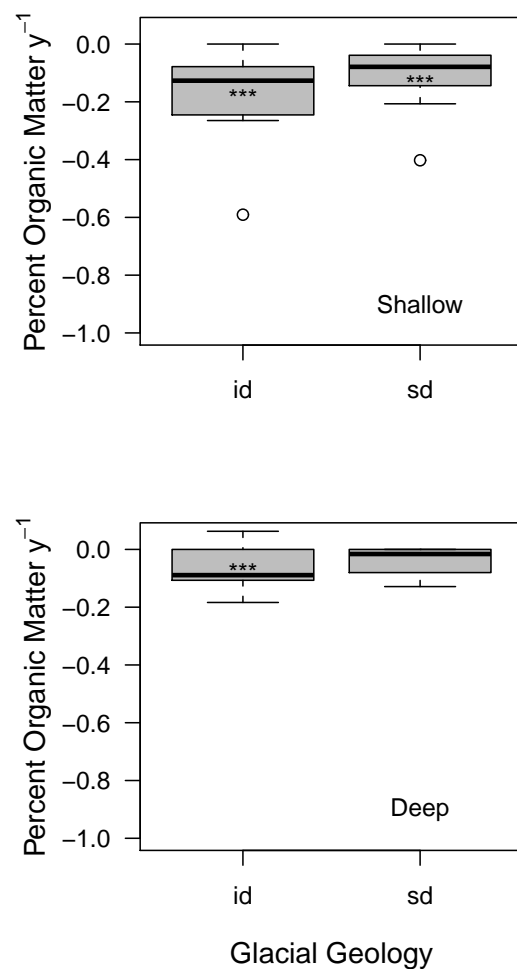 Percent Organic Matter y⁻¹
0.0
−0.2
−0.4
−0.6
−0.8
−1.0
***
***
Shallow
id
sd
Percent Organic Matter y⁻¹
0.0
−0.2
−0.4
−0.6
−0.8
−1.0
***
Deep
id
sd
Glacial Geology